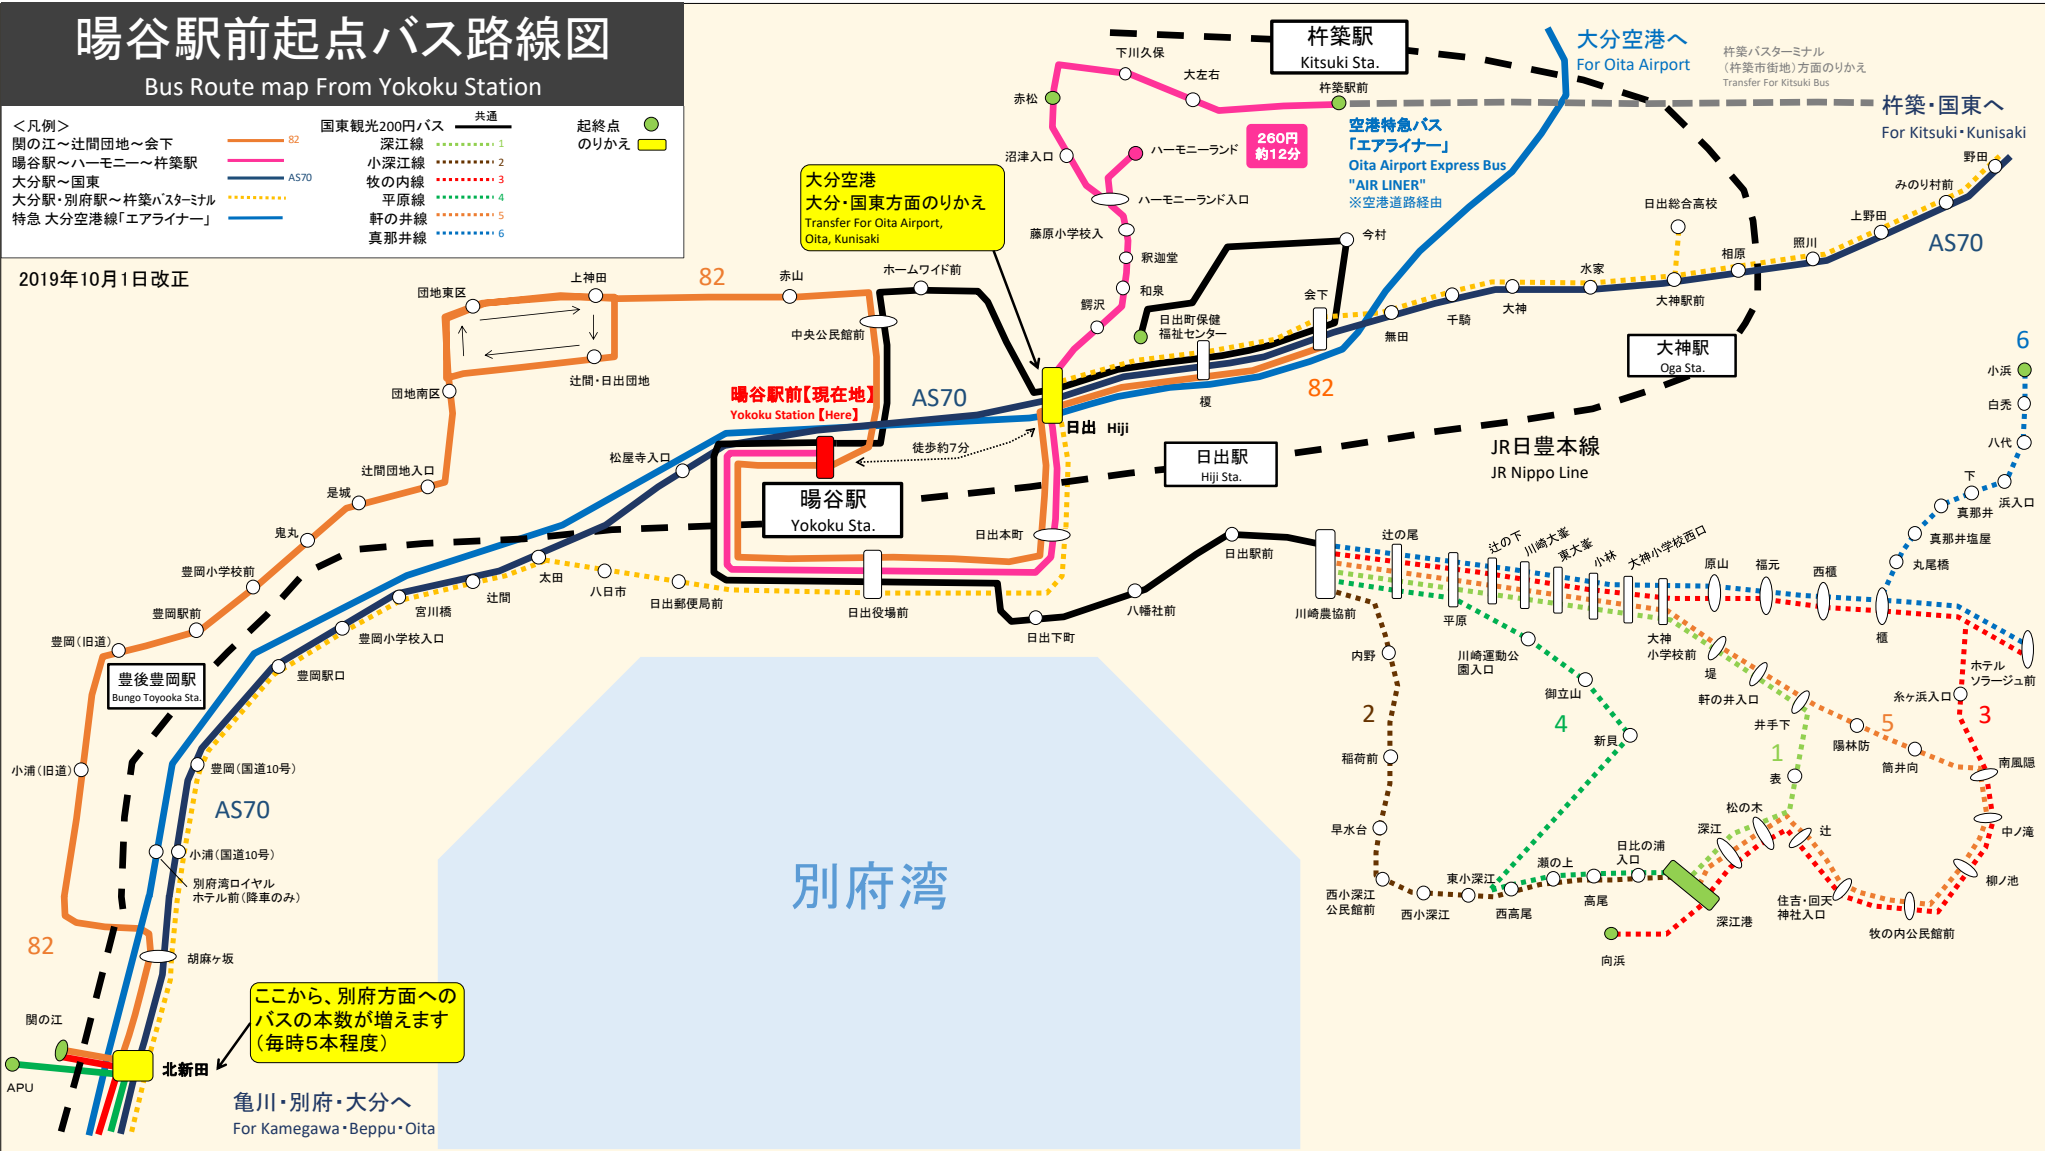 暘谷駅前起点バス路線図
Bus Route map From Yokoku Station
＜凡例＞
関の江～辻間団地～会下
82
暘谷駅～ハーモニー～杵築駅
大分駅～国東
AS70
大分駅・別府駅～杵築バスターミナル
特急 大分空港線「エアライナー」
国東観光200円バス
共通
深江線
1
小深江線
2
牧の内線
3
平原線
4
軒の井線
5
真那井線
6
起終点
のりかえ
2019年10月1日改正
杵築駅
Kitsuki Sta.
大分空港へ
For Oita Airport
杵築バスターミナル
（杵築市街地）方面のりかえ
Transfer For Kitsuki Bus
杵築・国東へ
For Kitsuki・Kunisaki
下川久保
大左右
杵築駅前
赤松
沼津入口
ハーモニーランド
260円
約12分
空港特急バス
「エアライナー」
Oita Airport Express Bus
"AIR LINER"
※空港道路経由
大分空港
大分・国東方面のりかえ
Transfer For Oita Airport,
Oita, Kunisaki
ハーモニーランド入口
藤原小学校入
釈迦堂
和泉
鰐沢
日出町保健
福祉センター
今村
会下
榎
82
無田
千騎
大神
水家
大神駅前
日出総合高校
相原
照川
上野田
みのり村前
野田
AS70
大神駅
Oga Sta.
団地東区
上神田
82
赤山
ホームワイド前
中央公民館前
辻間・日出団地
団地南区
暘谷駅前【現在地】
Yokoku Station【Here】
AS70
日出 Hiji
徒歩約7分
松屋寺入口
辻間団地入口
是城
鬼丸
豊岡小学校前
豊岡駅前
豊岡（旧道）
暘谷駅
Yokoku Sta.
日出駅
Hiji Sta.
JR日豊本線
JR Nippo Line
日出本町
太田
八日市
日出郵便局前
日出役場前
日出下町
八幡社前
日出駅前
辻間
宮川橋
豊岡小学校入口
豊岡駅口
豊後豊岡駅
Bungo Toyooka Sta.
小浦（旧道）
豊岡（国道10号）
AS70
小浦（国道10号）
別府湾ロイヤル
ホテル前（降車のみ）
82
胡麻ヶ坂
関の江
APU
北新田
ここから、別府方面への
バスの本数が増えます
（毎時５本程度）
亀川・別府・大分へ
For Kamegawa・Beppu・Oita
別府湾
川崎農協前
辻の尾
平原
辻の下
川崎大峯
東大峯
小林
大神小学校西口
大神
小学校前
原山
福元
西櫃
櫃
ホテル
ソラージュ前
6
小浜
白禿
八代
浜入口
下
真那井
真那井塩屋
丸尾橋
内野
2
稲荷前
早水台
西小深江
公民館前
西小深江
東小深江
西高尾
瀬の上
高尾
日比の浦
入口
川崎運動公
園入口
御立山
4
新貝
堤
軒の井入口
井手下
1
表
松の木
深江
深江港
向浜
陽林防
5
筒井向
糸ヶ浜入口
3
南風隠
中ノ滝
柳ノ池
牧の内公民館前
住吉・回天
神社入口
辻